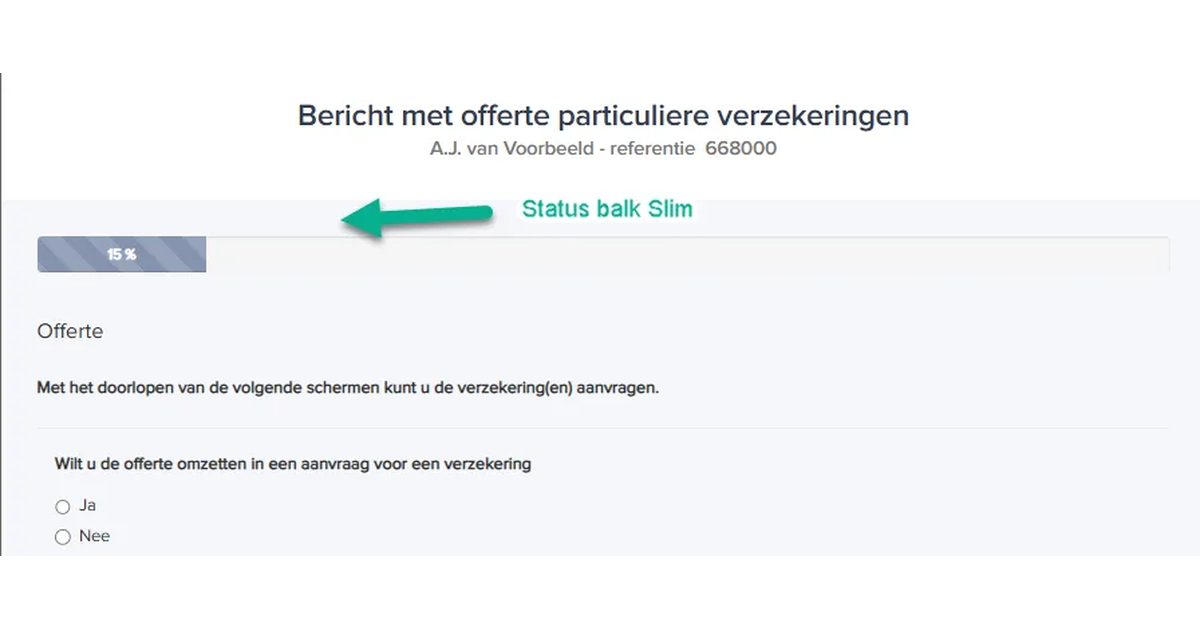 Bericht met offerte particuliere verzekeringen
A.J. van Voorbeeld - referentie 668000
Status balk Slim
15 %
Offerte
Met het doorlopen van de volgende schermen kunt u de verzekering(en) aanvragen.
Wilt u de offerte omzetten in een aanvraag voor een verzekering
Ja
Nee